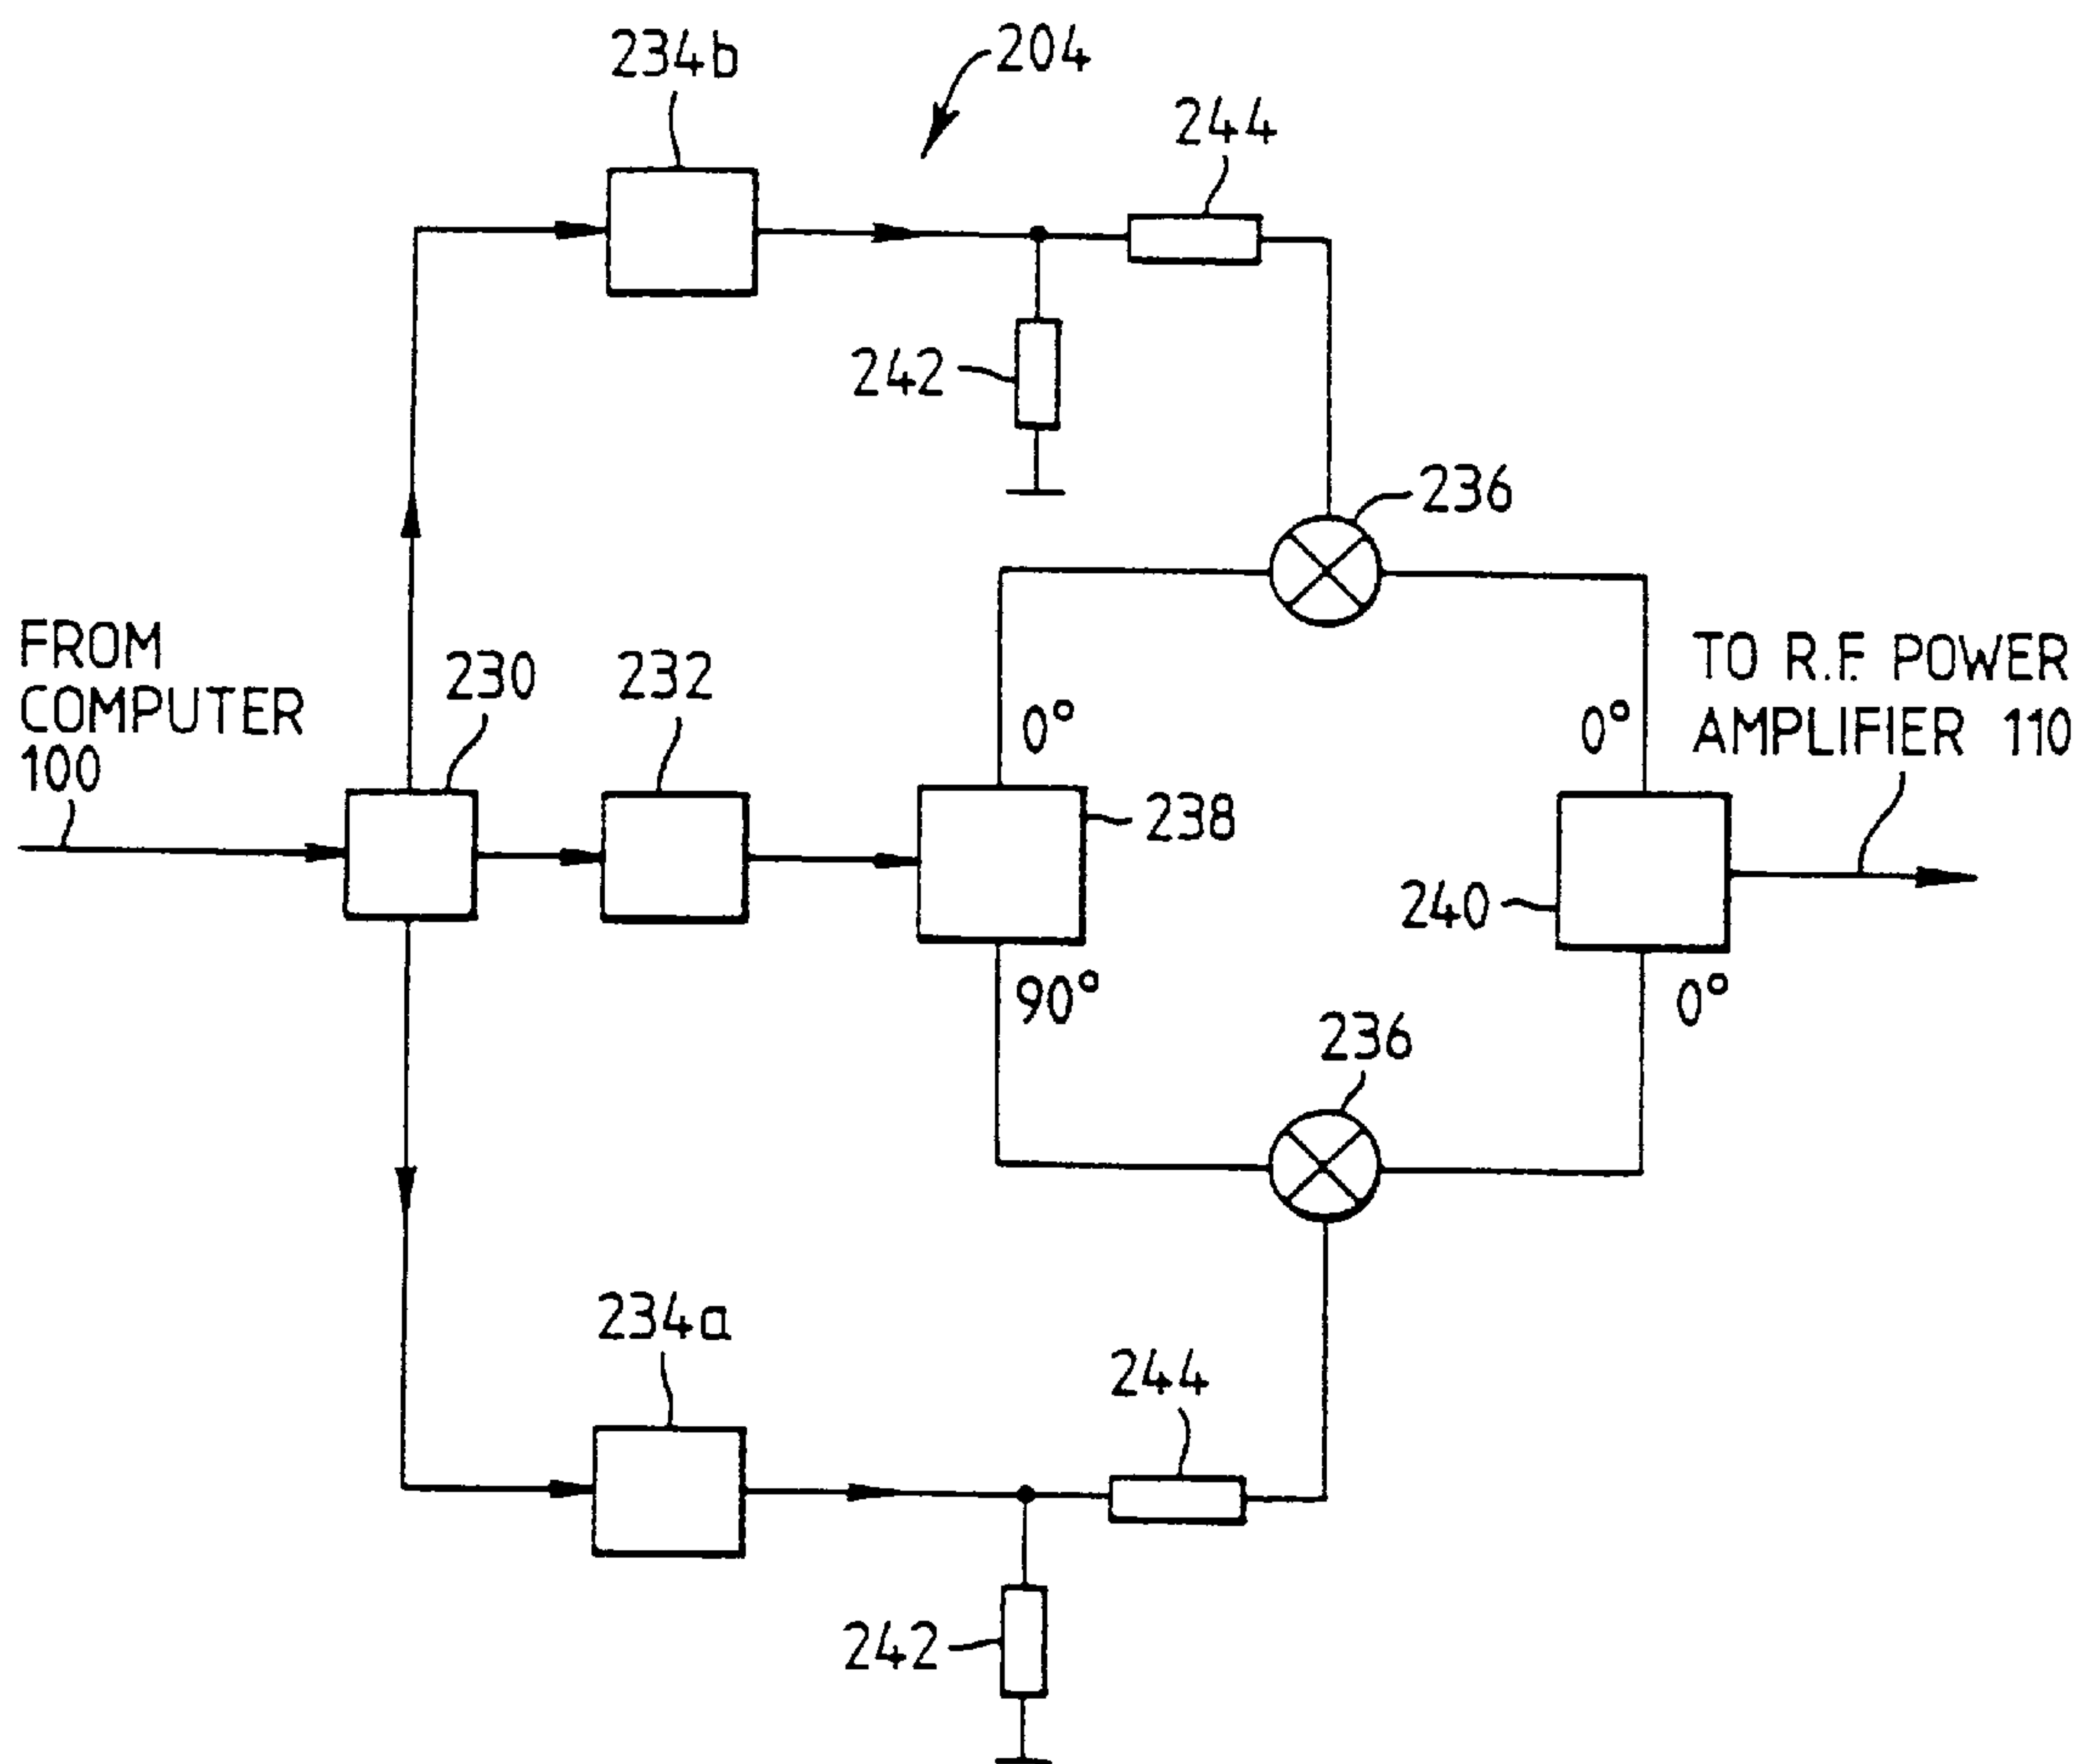 204
234b
244
242
236
FROM
COMPUTER
100
230
232
0°
0°
TO R.F. POWER
AMPLIFIER 110
238
240
90°
0°
236
234a
244
242